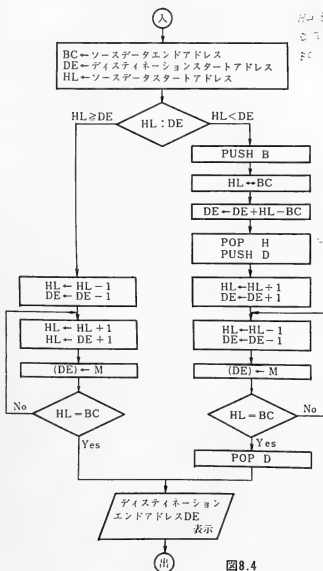 入
BC←ソースデータエンドアドレス
DE←ディスティネーションスタートアドレス
HL←ソースデータスタートアドレス
HL≧DE
HL:DE
HL<DE
PUSH B
HL↔BC
DE←DE+HL-BC
POP H
PUSH D
HL←HL-1
DE←DE-1
HL←HL+1
DE←DE+1
HL←HL+1
HL←DE+1
HL←HL-1
DE←DE-1
(DE)←M
(DE)←M
No
HL=BC
Yes
HL=BC
No
Yes
POP D
ディスティネーション
エンドアドレスDE
表示
出
図8.4